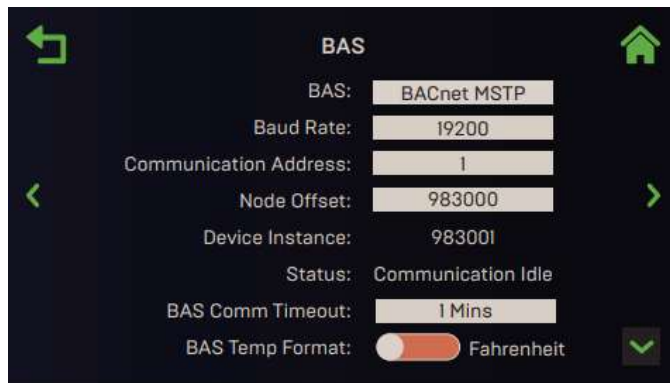 BAS
BAS: BACnet MSTP
Baud Rate: 19200
Communication Address: 1
Node Offset: 983000
Device Instance: 983001
Status: Communication Idle
BAS Comm Timeout: 1 Mins
BAS Temp Format: Fahrenheit